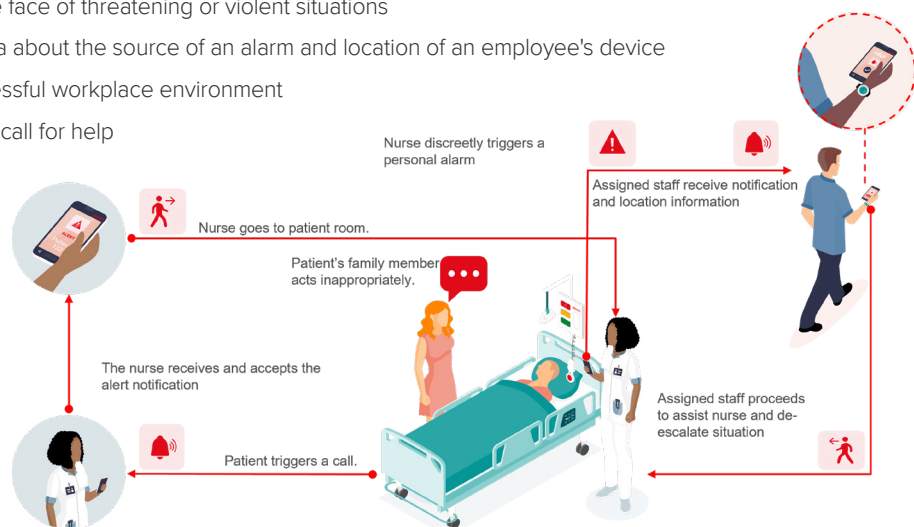 face of threatening or violent situations
about the source of an alarm and location of an employee's device
workplace environment
call for help
Nurse discreetly triggers a
personal alarm
Assigned staff receive notification
and location information
Nurse goes to patient room.
Patient's family member
acts inappropriately.
ALERT
The nurse receives and accepts the
alert notification
Assigned staff proceeds
to assist nurse and de-
escalate situation
Patient triggers a call.